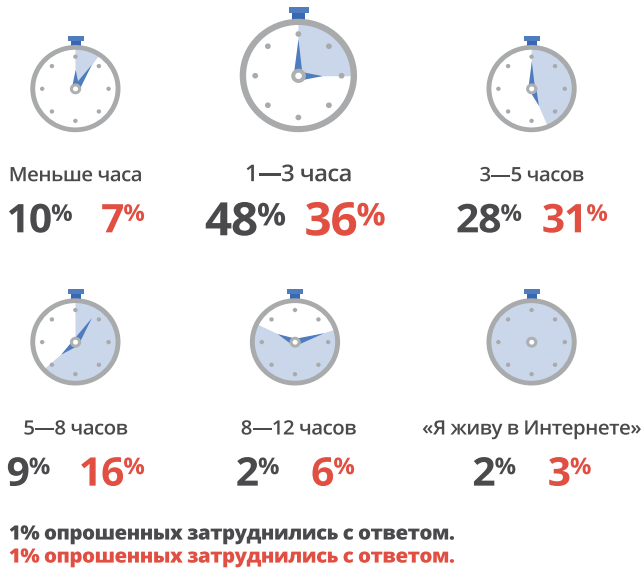 Меньше часа
10% 7%
1—3 часа
48% 36%
3—5 часов
28% 31%
5—8 часов
9% 16%
8—12 часов
2% 6%
«Я живу в Интернете»
2% 3%
1% опрошенных затруднились с ответом.
1% опрошенных затруднились с ответом.